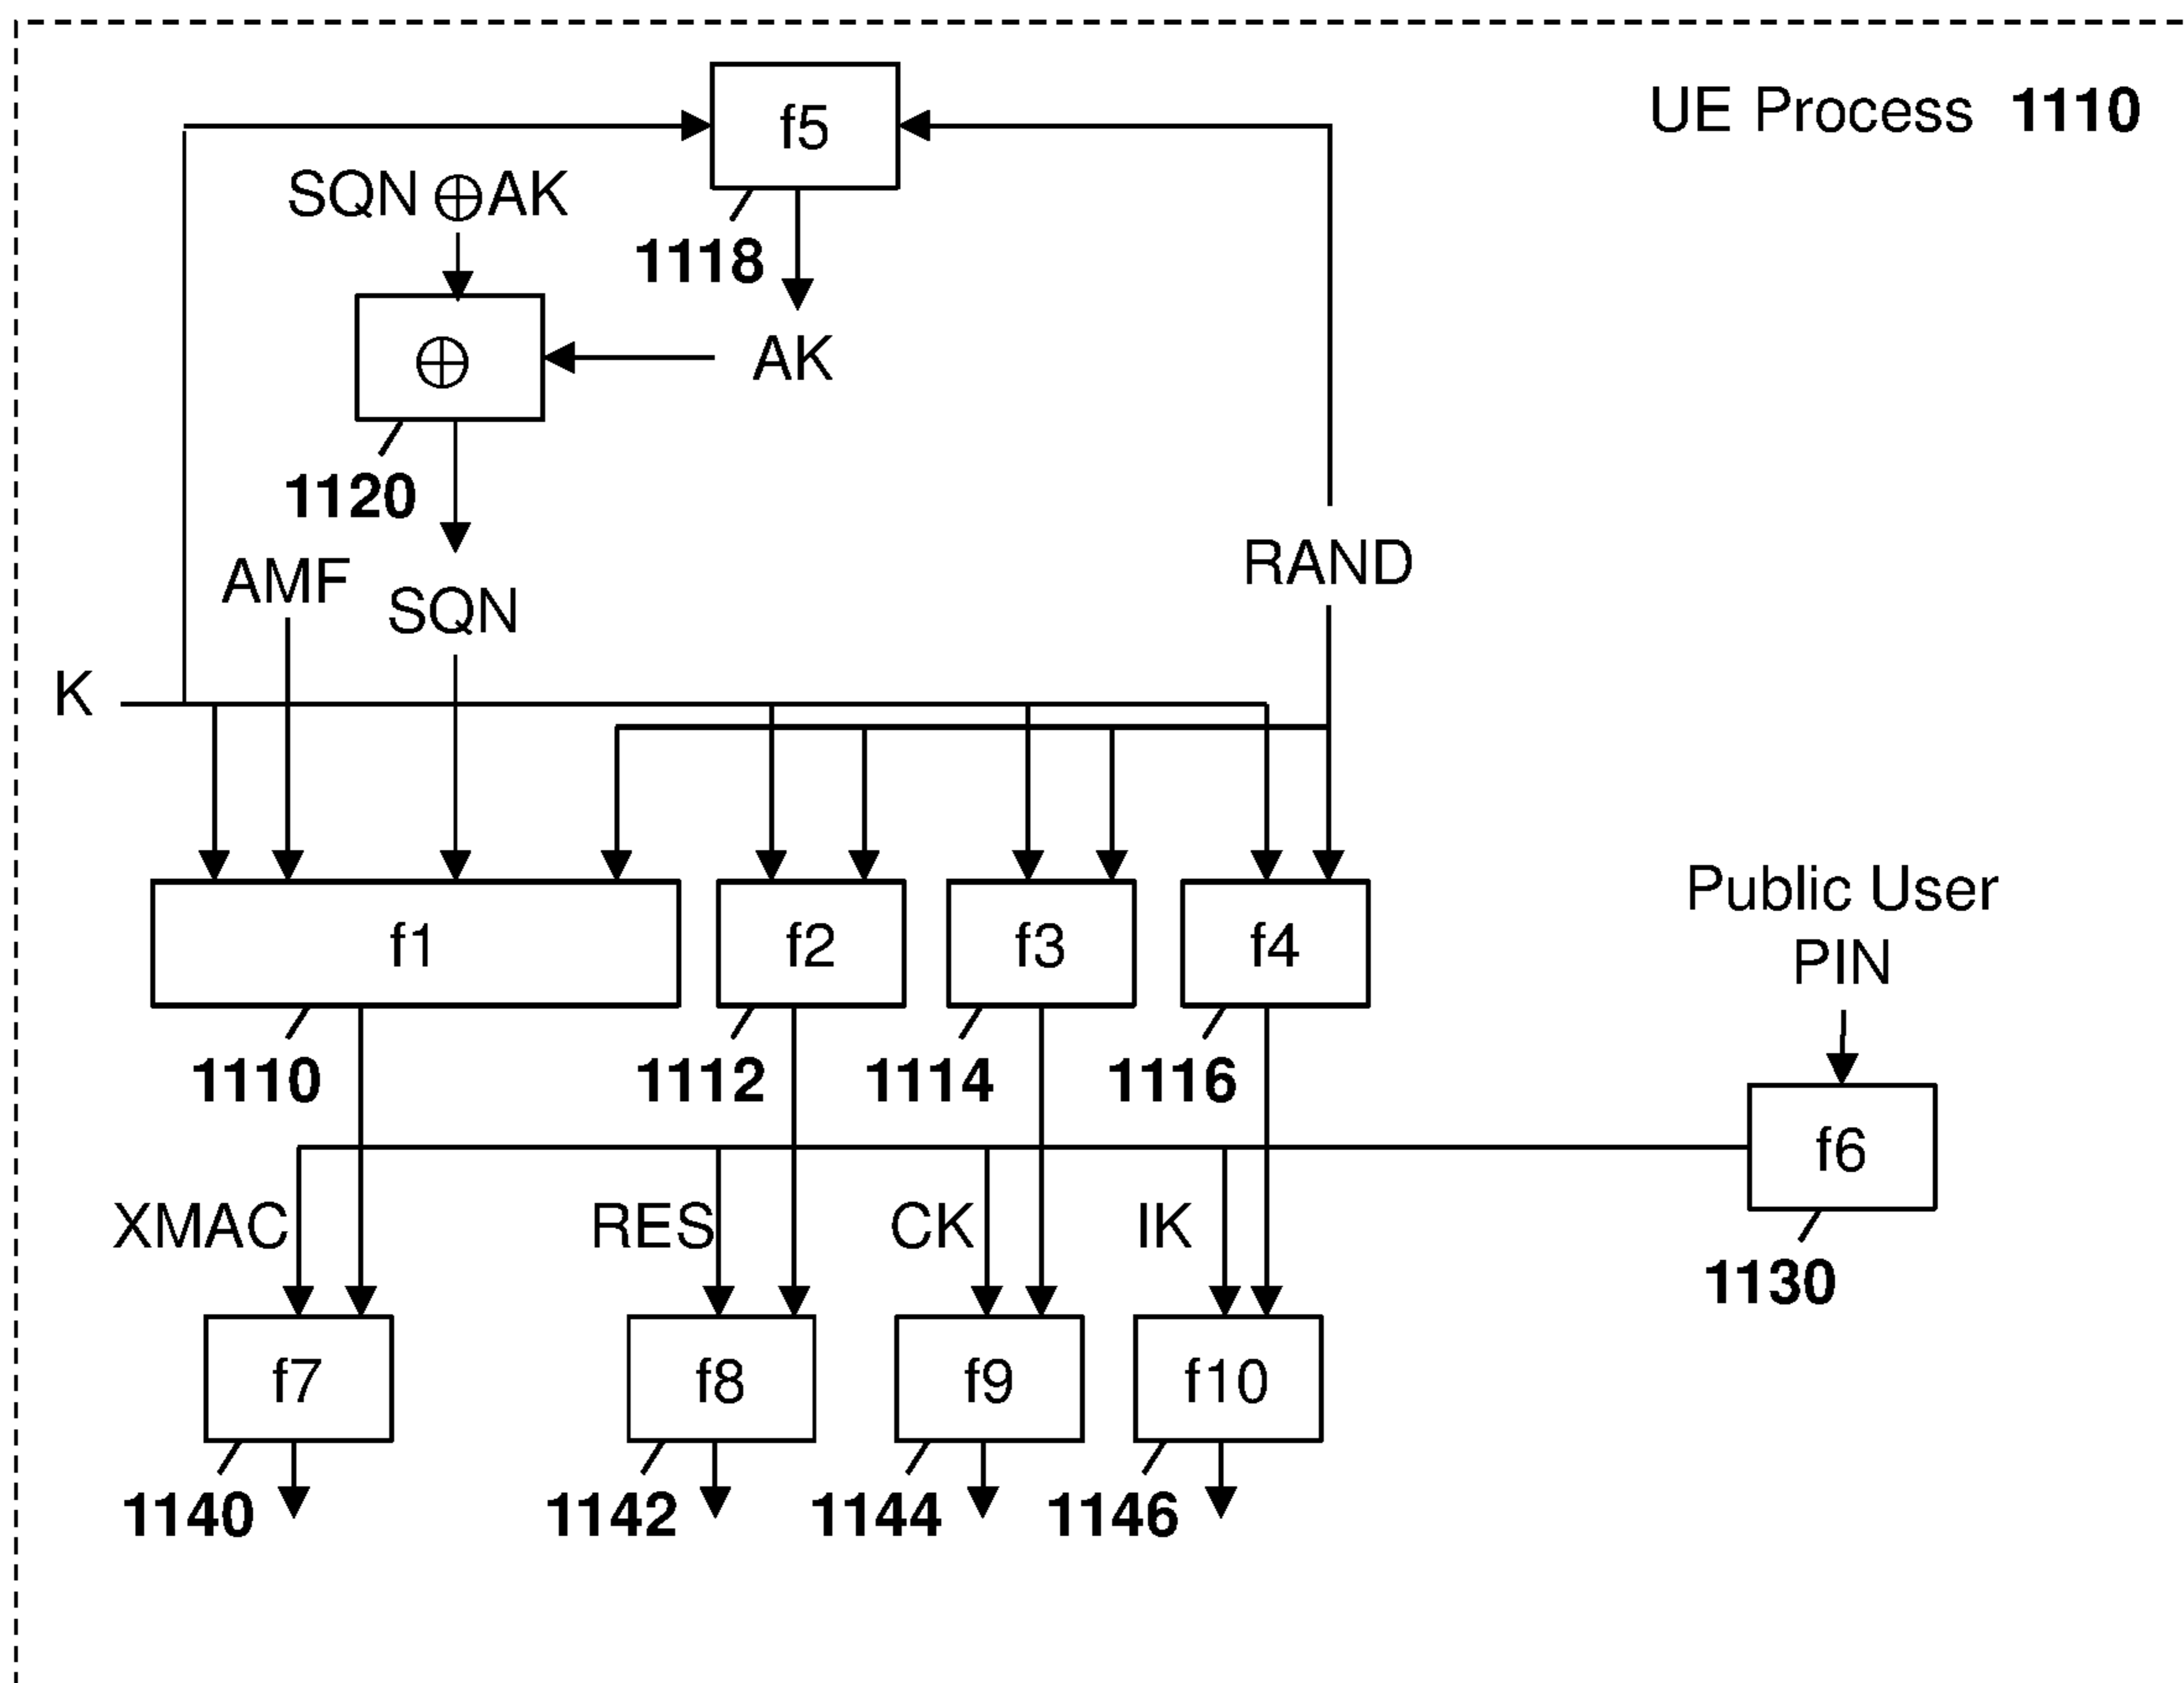 UE Process 1110
f5
SQN ⊕AK
1118
⊕
AK
1120
RAND
AMF
SQN
K
f1
f2
f3
f4
Public User
PIN
1110
1112
1114
1116
f6
XMAC
RES
CK
IK
1130
f7
f8
f9
f10
1140
1142
1144
1146